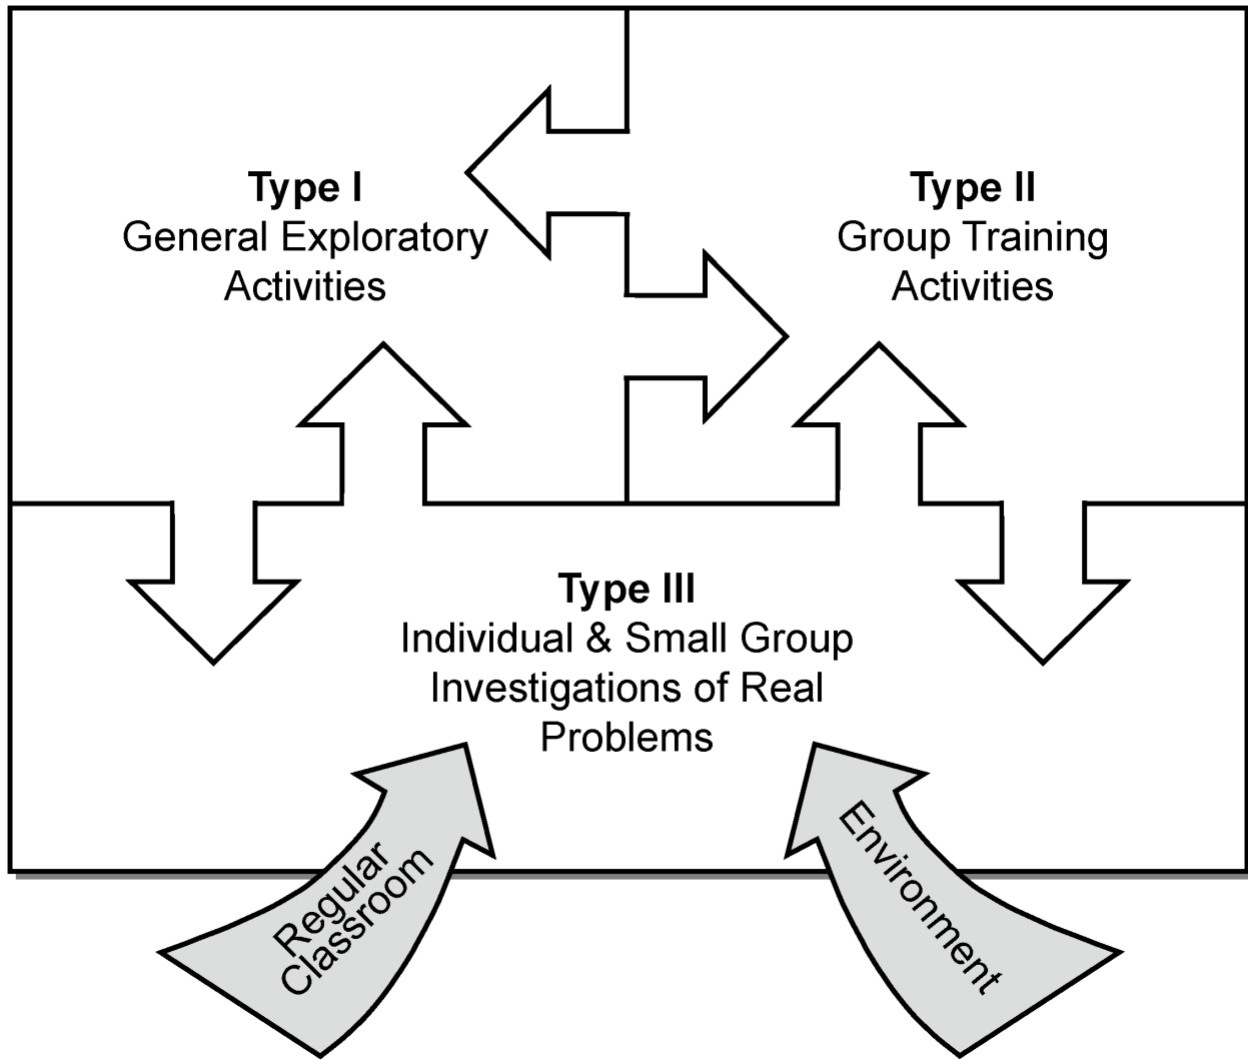 Type I
General Exploratory
Activities
Type II
Group Training
Activities
Type III
Individual & Small Group
Investigations of Real
Problems
Regular
Classroom
Environment